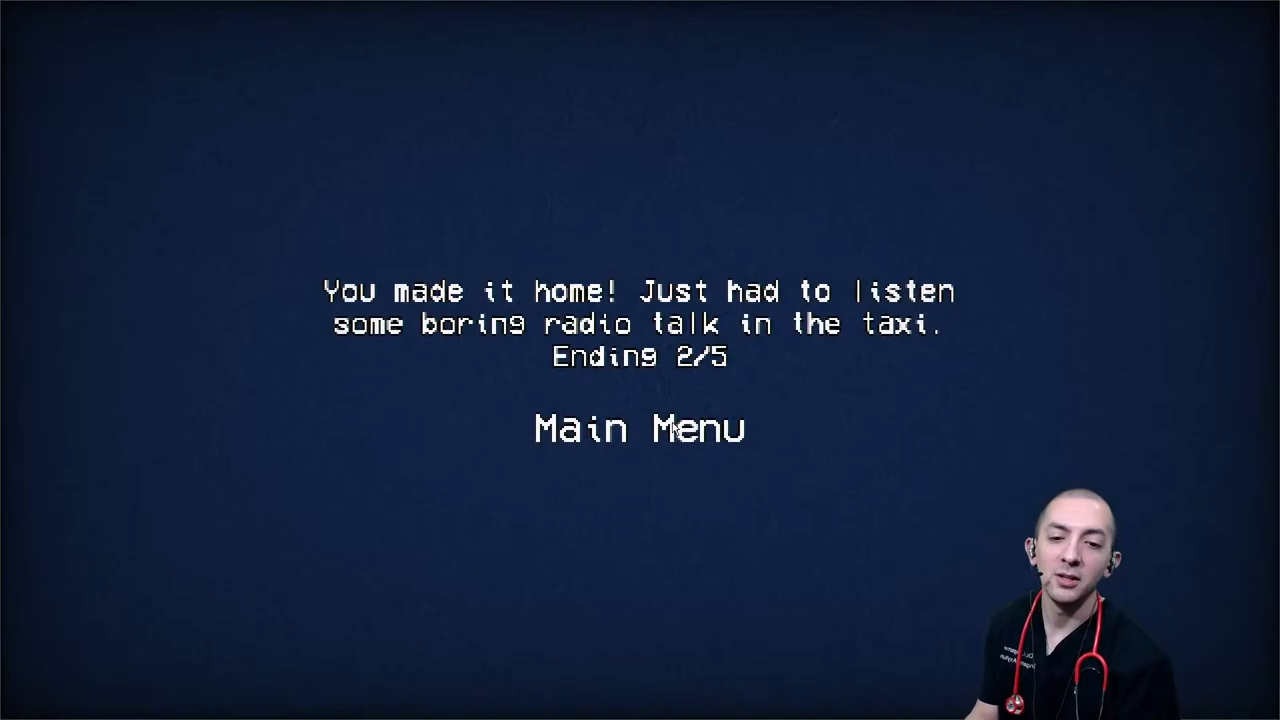 You made it home! Just had to listen
some boring radio talk in the taxi.
Ending 2/5
Main Menu